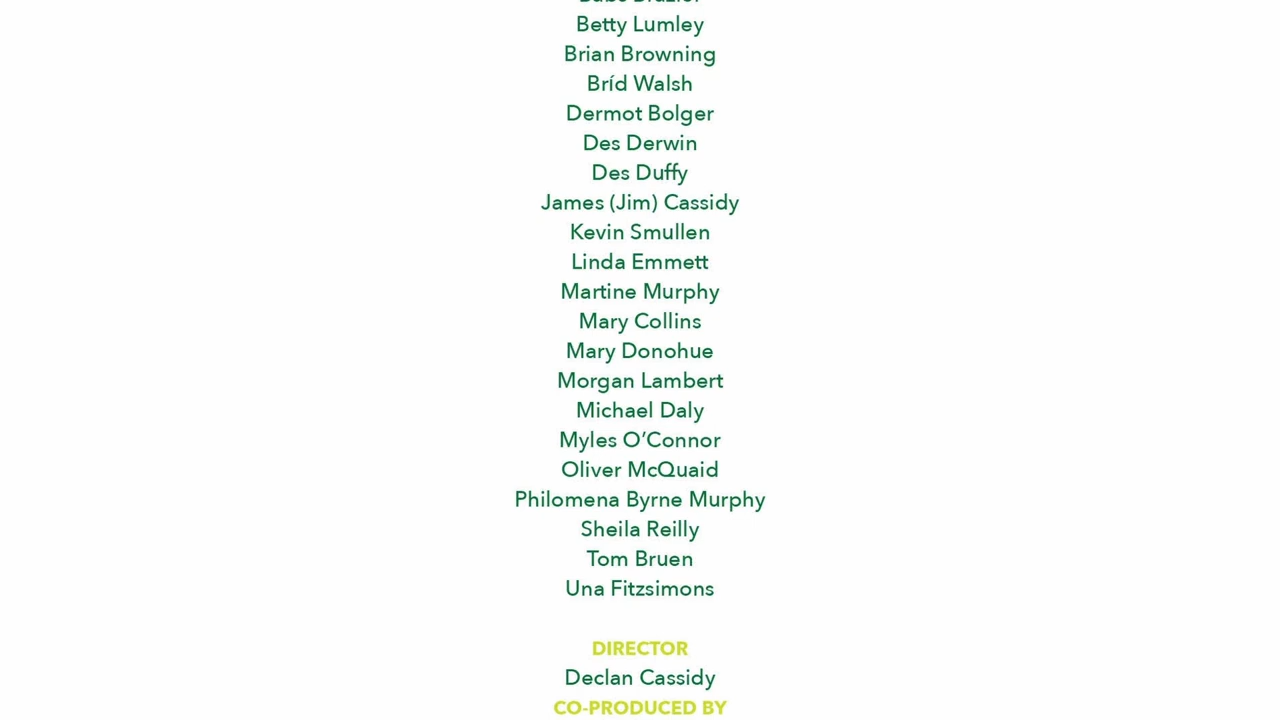 Betty Lumley
Brian Browning
Bríd Walsh
Dermot Bolger
Des Derwin
Des Duffy
James (Jim) Cassidy
Kevin Smullen
Linda Emmett
Martine Murphy
Mary Collins
Mary Donohue
Morgan Lambert
Michael Daly
Myles O’Connor
Oliver McQuaid
Philomena Byrne Murphy
Sheila Reilly
Tom Bruen
Una Fitzsimons
DIRECTOR
Declan Cassidy
CO-PRODUCED BY